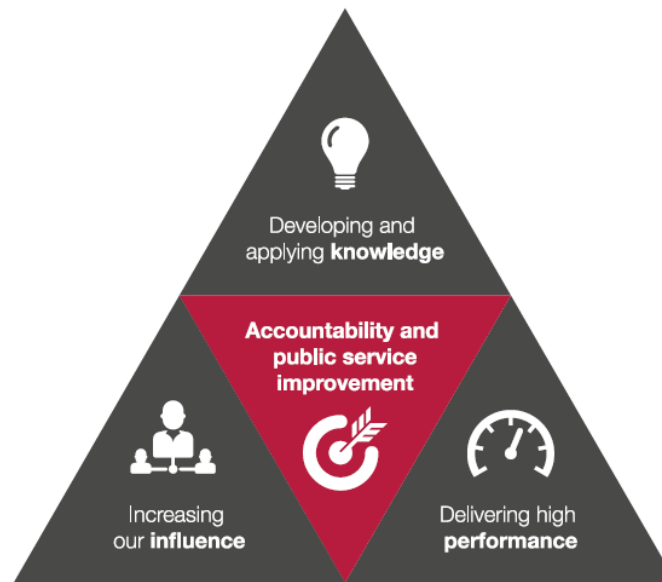 Developing and
applying knowledge
Accountability and
public service
improvement
Increasing
our influence
Delivering high
performance